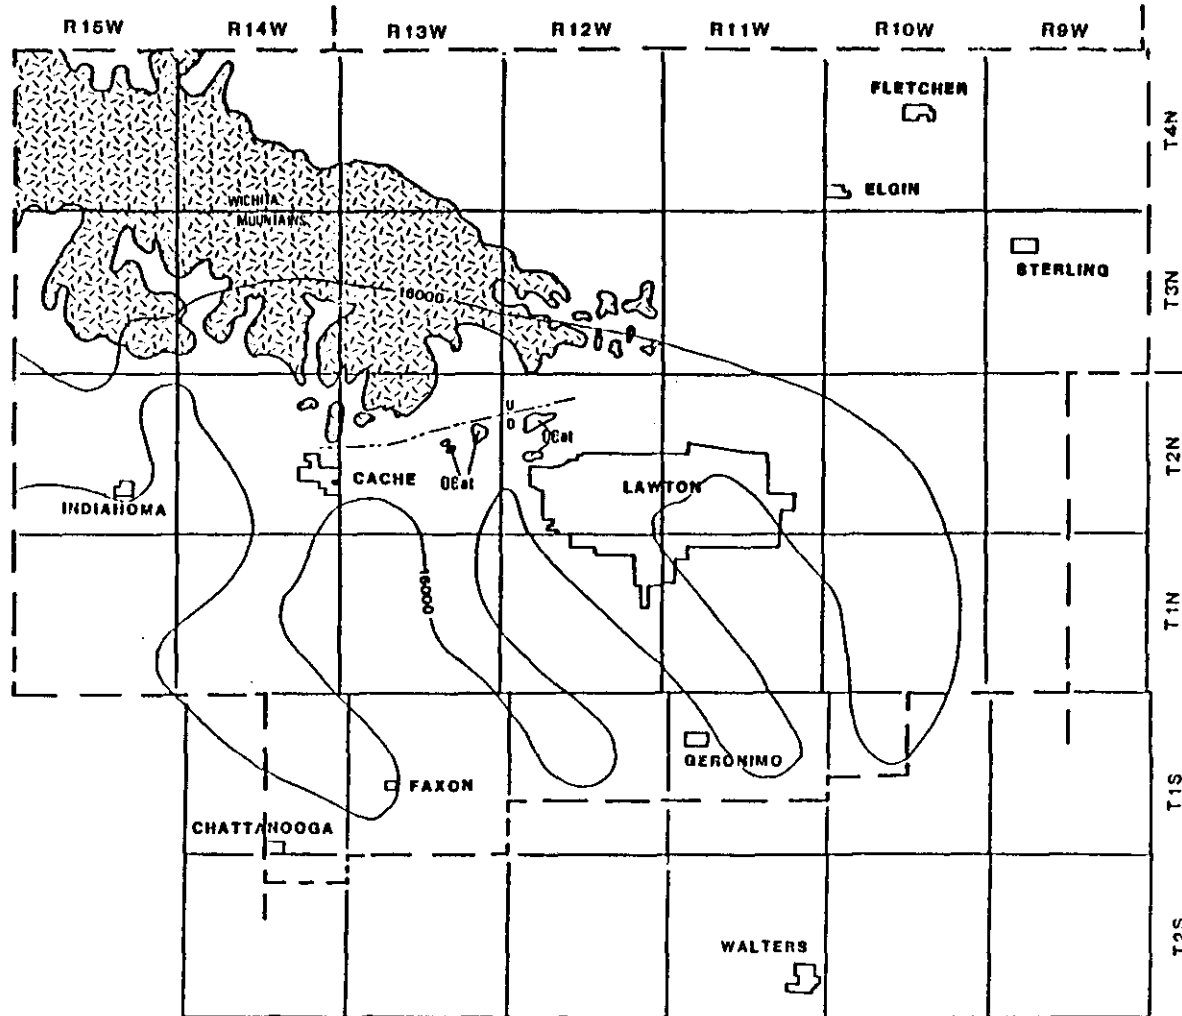 R15W R14W R13W R12W R11W R10W R9W
FLETCHER
T4N
ELGIN
WICHITA
MOUNTAINS
STERLING
16000
T3N
U
D
OCat
CACHE
OCat
LAWTON
T2N
INDIAHOMA
16000
T1N
GERONIMO
FAXON
T1S
CHATTANOOGA
WALTERS
T2S